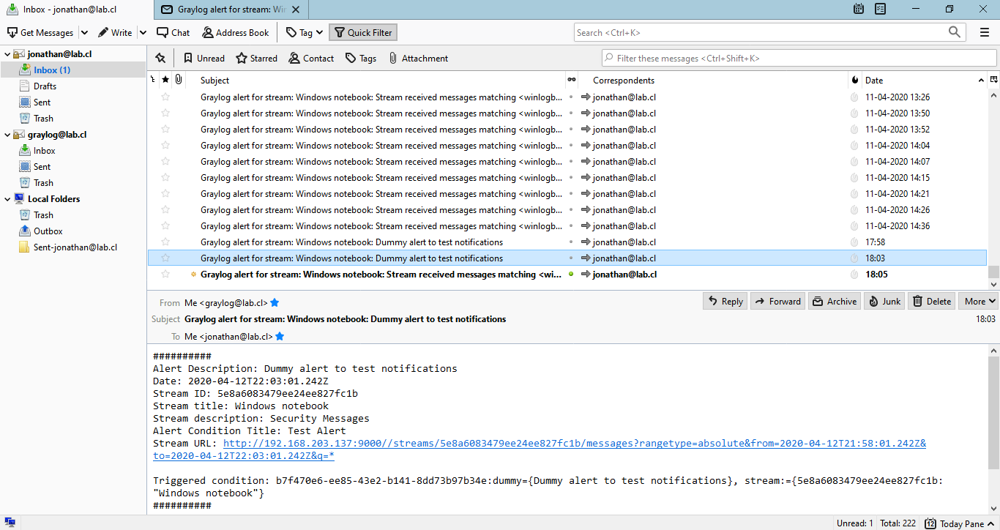 Inbox - jonathan@lab.cl
Graylog alert for stream: Wi
Get Messages
Write
Chat
Address Book
Tag
Quick Filter
Search <Ctrl+K>
jonathan@lab.cl
Inbox (1)
Drafts
Sent
Trash
graylog@lab.cl
Inbox
Sent
Trash
Local Folders
Trash
Outbox
Sent-jonathan@lab.cl
Unread
Starred
Contact
Tags
Attachment
Filter these messages <Ctrl+Shift+K>
Subject Correspondents Date
Graylog alert for stream: Windows notebook: Stream received messages matching <winlogb... jonathan@lab.cl 11-04-2020 13:26
Graylog alert for stream: Windows notebook: Stream received messages matching <winlogb... jonathan@lab.cl 11-04-2020 13:50
Graylog alert for stream: Windows notebook: Stream received messages matching <winlogb... jonathan@lab.cl 11-04-2020 13:52
Graylog alert for stream: Windows notebook: Stream received messages matching <winlogb... jonathan@lab.cl 11-04-2020 14:04
Graylog alert for stream: Windows notebook: Stream received messages matching <winlogb... jonathan@lab.cl 11-04-2020 14:07
Graylog alert for stream: Windows notebook: Stream received messages matching <winlogb... jonathan@lab.cl 11-04-2020 14:15
Graylog alert for stream: Windows notebook: Stream received messages matching <winlogb... jonathan@lab.cl 11-04-2020 14:21
Graylog alert for stream: Windows notebook: Stream received messages matching <winlogb... jonathan@lab.cl 11-04-2020 14:26
Graylog alert for stream: Windows notebook: Stream received messages matching <winlogb... jonathan@lab.cl 11-04-2020 14:36
Graylog alert for stream: Windows notebook: Dummy alert to test notifications jonathan@lab.cl 17:58
Graylog alert for stream: Windows notebook: Dummy alert to test notifications jonathan@lab.cl 18:03
Graylog alert for stream: Windows notebook: Stream received messages matching <wi... jonathan@lab.cl 18:05
From Me <graylog@lab.cl>
Reply
Forward
Archive
Junk
Delete
More
Subject Graylog alert for stream: Windows notebook: Dummy alert to test notifications 18:03
To Me <jonathan@lab.cl>
##########
Alert Description: Dummy alert to test notifications
Date: 2020-04-12T22:03:01.242Z
Stream ID: 5e8a6083479ee24ee827fc1b
Stream title: Windows notebook
Stream description: Security Messages
Alert Condition Title: Test Alert
Stream URL: http://192.168.203.137:9000//streams/5e8a6083479ee24ee827fc1b/messages?rangetype=absolute&from=2020-04-12T21:58:01.242Z&
to=2020-04-12T22:03:01.242Z&q=*
Triggered condition: b7f470e6-ee85-43e2-b141-8dd73b97b34e:dummy={Dummy alert to test notifications}, stream:={5e8a6083479ee24ee827fc1b:
"Windows notebook"}
##########
Unread: 1 Total: 222 12 Today Pane